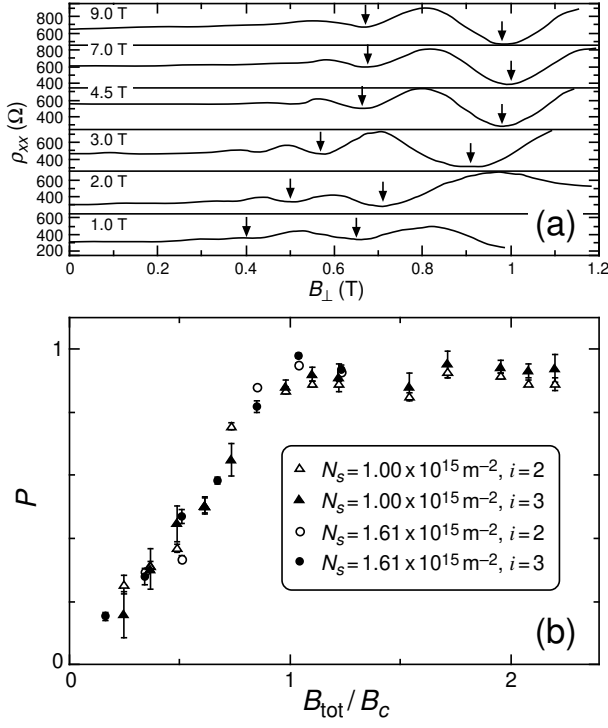 800
9.0 T
600
800
7.0 T
600
400
600
4.5 T
400
600
3.0 T
400
600
2.0 T
400
600
1.0 T
400
200
ρxx (Ω)
(a)
0 0.2 0.4 0.6 0.8 1 1.2
B⊥ (T)
1
P
0
Ns = 1.00 x 10^15 m^−2, i = 2
Ns = 1.00 x 10^15 m^−2, i = 3
Ns = 1.61 x 10^15 m^−2, i = 2
Ns = 1.61 x 10^15 m^−2, i = 3
(b)
0 1 2
Btot / Bc